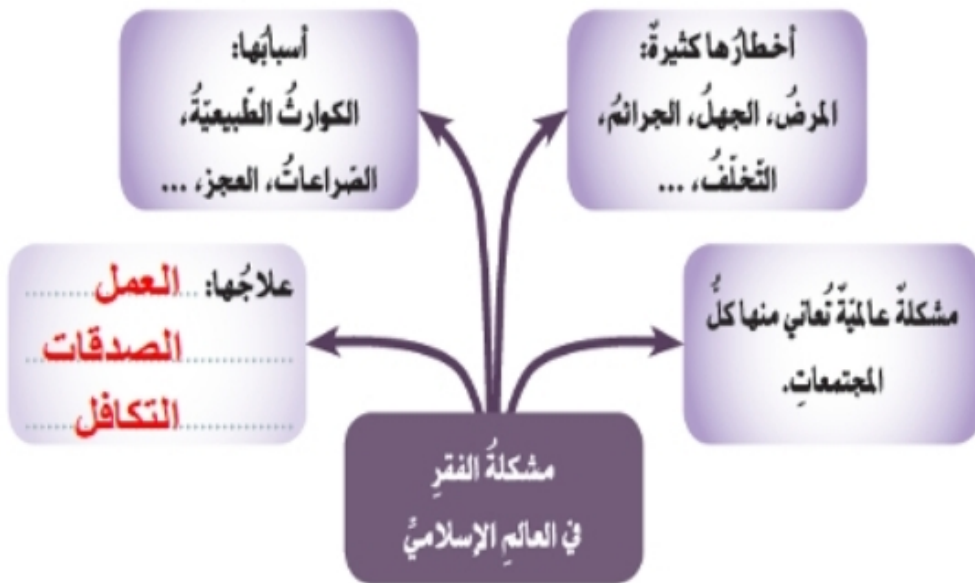 أخطارُها كثيرةٌ:
المرضُ، الجهلُ، الجرائمُ،
التّخلّفُ، ...
أسبابُها:
الكوارثُ الطّبيعيّةُ،
الصّراعاتُ، العجز، ...
مشكلةٌ عالميّةٌ تُعاني منها كلُّ
المجتمعاتِ.
علاجُها: العمل
الصدقات
التكافل
مشكلةُ الفقرِ
في العالمِ الإسلاميِّ